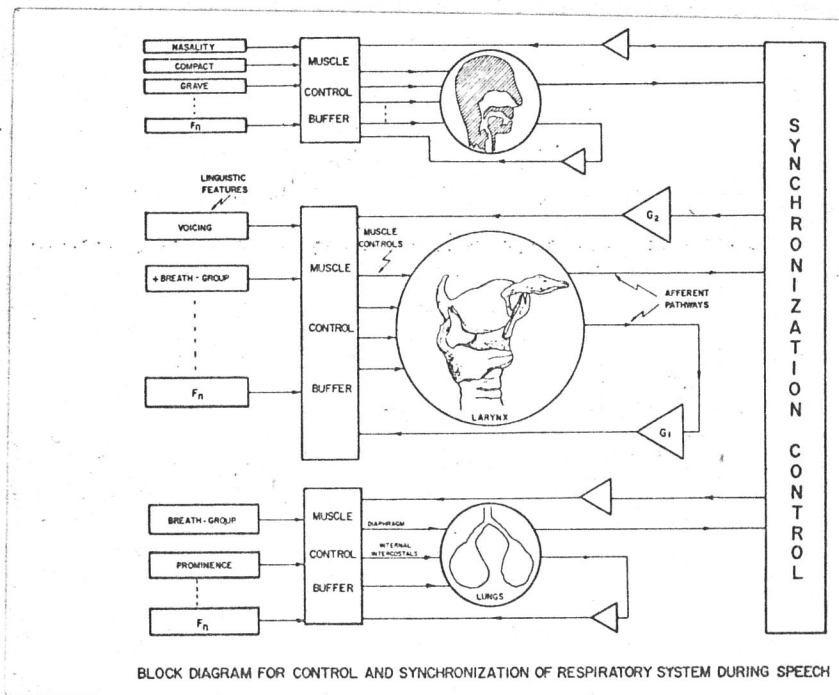 NASALITY
COMPACT
GRAVE
Fn
MUSCLE
CONTROL
BUFFER
LINGUISTIC
FEATURES
VOICING
+ BREATH - GROUP
Fn
MUSCLE
CONTROL
BUFFER
MUSCLE
CONTROLS
LARYNX
G2
AFFERENT
PATHWAYS
G1
BREATH - GROUP
PROMINENCE
Fn
MUSCLE
CONTROL
BUFFER
DIAPHRAGM
INTERNAL
INTERCOSTALS
LUNGS
SYNCHRONIZATION CONTROL
BLOCK DIAGRAM FOR CONTROL AND SYNCHRONIZATION OF RESPIRATORY SYSTEM DURING SPEECH